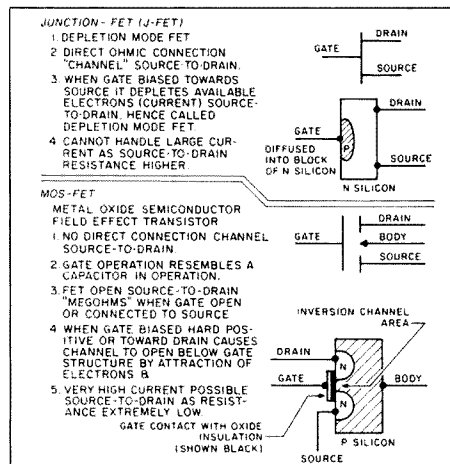 JUNCTION - FET (J-FET)
1. DEPLETION MODE FET
2 DIRECT OHMIC CONNECTION
"CHANNEL" SOURCE-TO-DRAIN.
3. WHEN GATE BIASED TOWARDS
SOURCE IT DEPLETES AVAILABLE
ELECTRONS (CURRENT) SOURCE-
TO-DRAIN. HENCE CALLED
DEPLETION MODE FET.
4 CANNOT HANDLE LARGE CUR-
RENT AS SOURCE-TO-DRAIN
RESISTANCE HIGHER.
DRAIN
GATE
SOURCE
DRAIN
GATE
P
DIFFUSED
INTO BLOCK
OF N SILICON
SOURCE
N SILICON
MOS-FET
METAL OXIDE SEMICONDUCTOR
FIELD EFFECT TRANSISTOR
1. NO DIRECT CONNECTION CHANNEL
SOURCE-TO-DRAIN.
2. GATE OPERATION RESEMBLES A
CAPACITOR IN OPERATION.
3. FET OPEN SOURCE-TO-DRAIN
"MEGOHMS" WHEN GATE OPEN
OR CONNECTED TO SOURCE
4 WHEN GATE BIASED HARD POS-
ITIVE OR TOWARD DRAIN CAUSES
CHANNEL TO OPEN BELOW GATE
STRUCTURE BY ATTRACTION OF
ELECTRONS &
5. VERY HIGH CURRENT POSSIBLE
SOURCE-TO-DRAIN AS RESIST-
ANCE EXTREMELY LOW.
DRAIN
GATE
BODY
SOURCE
INVERSION CHANNEL
AREA
DRAIN
N
GATE
BODY
N
GATE CONTACT WITH OXIDE
INSULATION
(SHOWN BLACK)
SOURCE
P SILICON